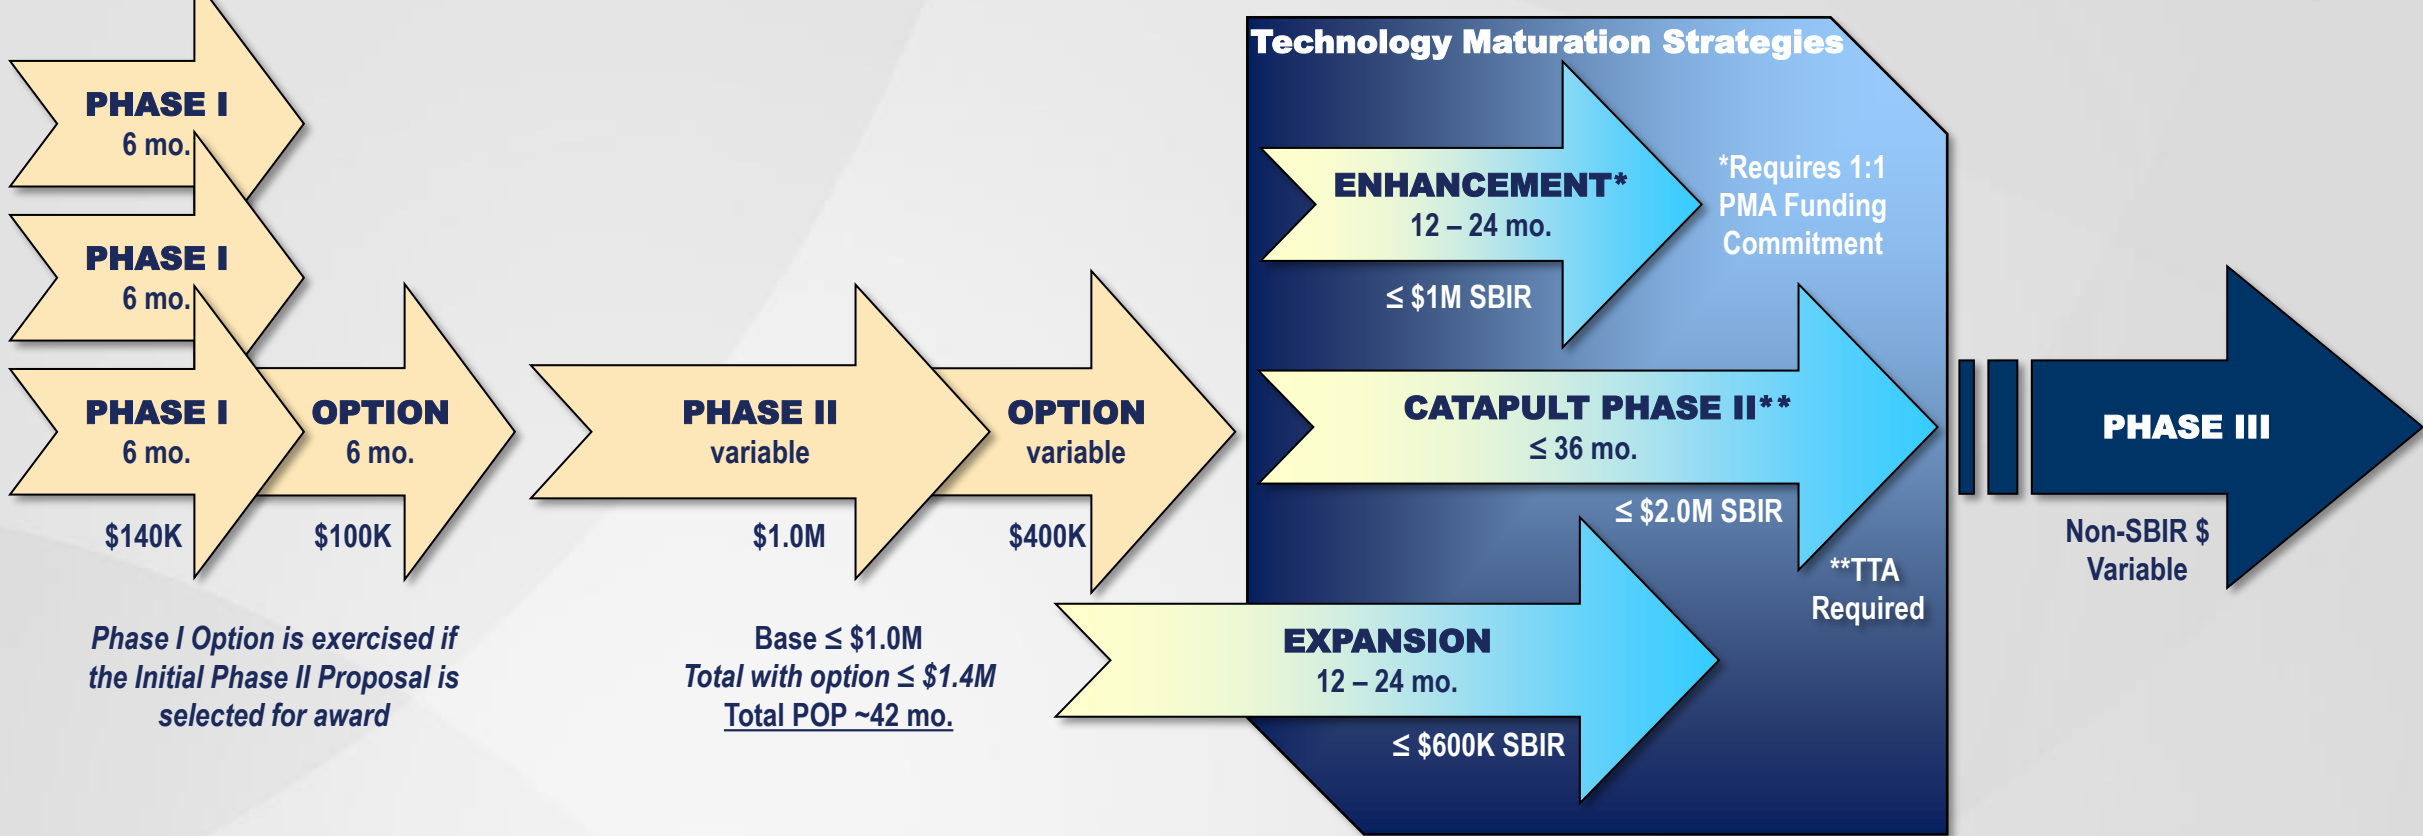 PHASE I
6 mo.
PHASE I
6 mo.
PHASE I
6 mo.
$140K
OPTION
6 mo.
$100K
Phase I Option is exercised if
the Initial Phase II Proposal is
selected for award
PHASE II
variable
$1.0M
OPTION
variable
$400K
Base ≤ $1.0M
Total with option ≤ $1.4M
Total POP ~42 mo.
Technology Maturation Strategies
ENHANCEMENT*
12 – 24 mo.
≤ $1M SBIR
*Requires 1:1
PMA Funding
Commitment
CATAPULT PHASE II**
≤ 36 mo.
≤ $2.0M SBIR
**TTA
Required
EXPANSION
12 – 24 mo.
≤ $600K SBIR
PHASE III
Non-SBIR $
Variable